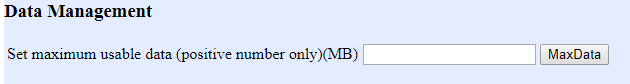 Data Management
Set maximum usable data (positive number only)(MB) MaxData